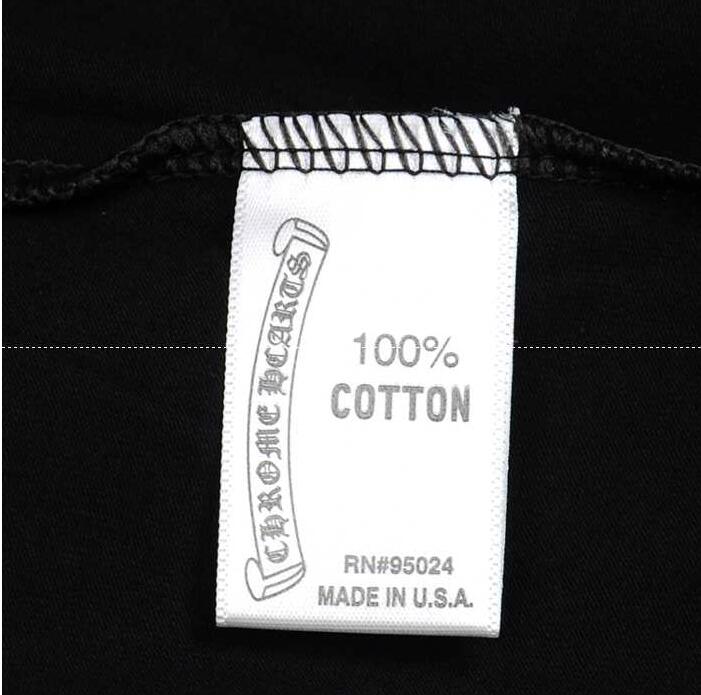 CHROME HEARTS
100%
COTTON
RN#95024
MADE IN U.S.A.